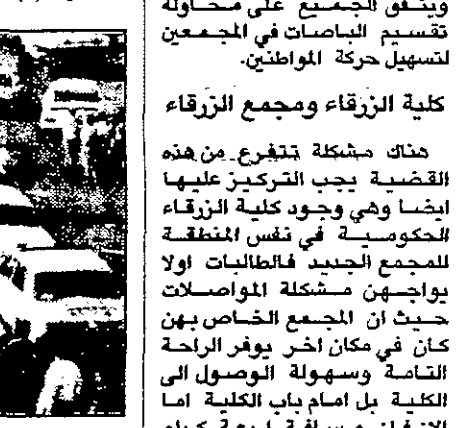 ويتفق الجميع على محاولة
تقسيم الباصات في المجمعين
لتسهيل حركة المواطنين.
كلية الزرقاء ومجمع الزرقاء
هناك مشكلة تتفرع من هذه
القضية يجب التركيز عليها
ايضا وهي وجود كلية الزرقاء
الحكومية في نفس المنطقة
للمجمع الجديد فالطالبات اولا
يواجهن مشكلة المواصلات
حيث ان المجمع الخاص بهن
كان في مكان اخر يوفر الراحة
التامة وسهولة الوصول الى
الكلية بل امام باب الكلية اما